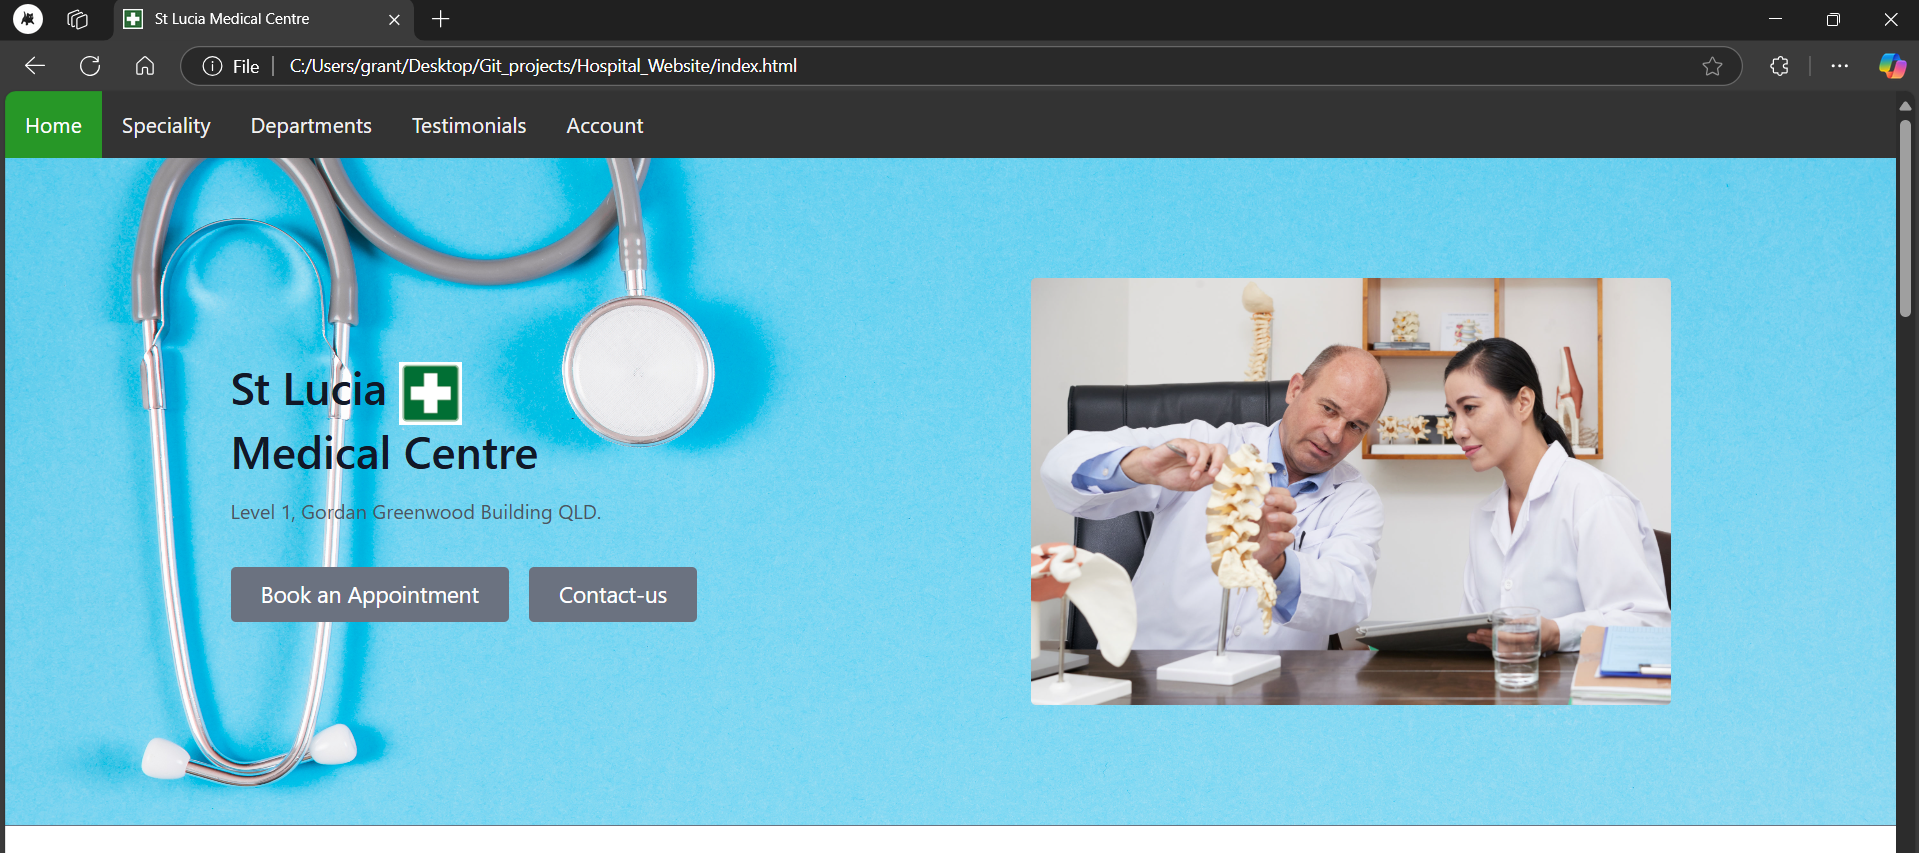 St Lucia Medical Centre
File
C:/Users/grant/Desktop/Git_projects/Hospital_Website/index.html
Home Speciality Departments Testimonials Account
St Lucia
Medical Centre
Level 1, Gordan Greenwood Building QLD.
Book an Appointment Contact-us